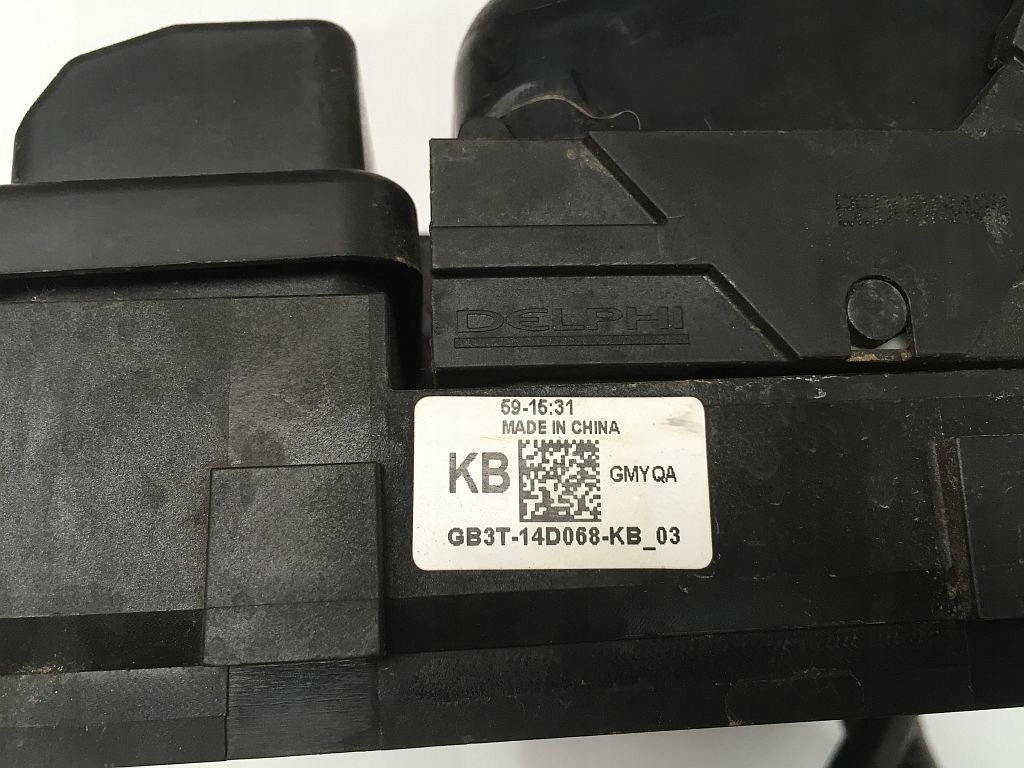 DELPHI
59-15:31
MADE IN CHINA
KB
GMYQA
GB3T-14D068-KB_03